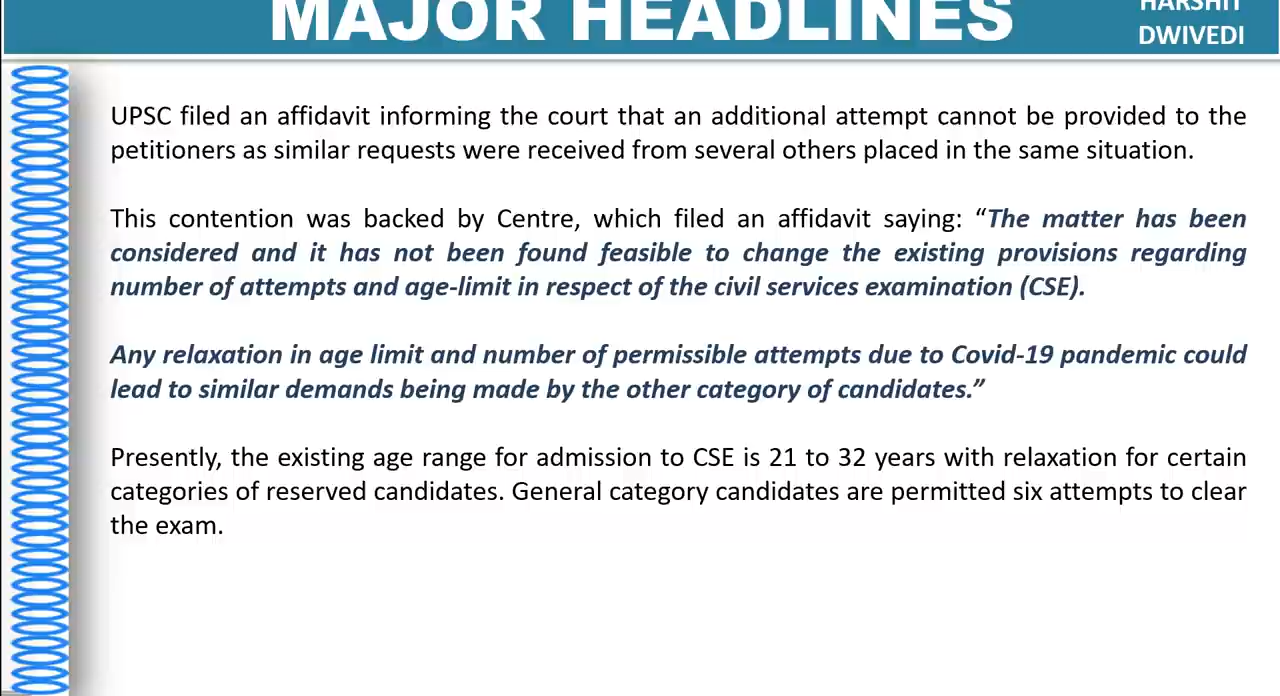 MAJOR HEADLINES
HARSHIT
DWIVEDI
UPSC filed an affidavit informing the court that an additional attempt cannot be provided to the
petitioners as similar requests were received from several others placed in the same situation.
This contention was backed by Centre, which filed an affidavit saying: “The matter has been
considered and it has not been found feasible to change the existing provisions regarding
number of attempts and age-limit in respect of the civil services examination (CSE).
Any relaxation in age limit and number of permissible attempts due to Covid-19 pandemic could
lead to similar demands being made by the other category of candidates.”
Presently, the existing age range for admission to CSE is 21 to 32 years with relaxation for certain
categories of reserved candidates. General category candidates are permitted six attempts to clear
the exam.